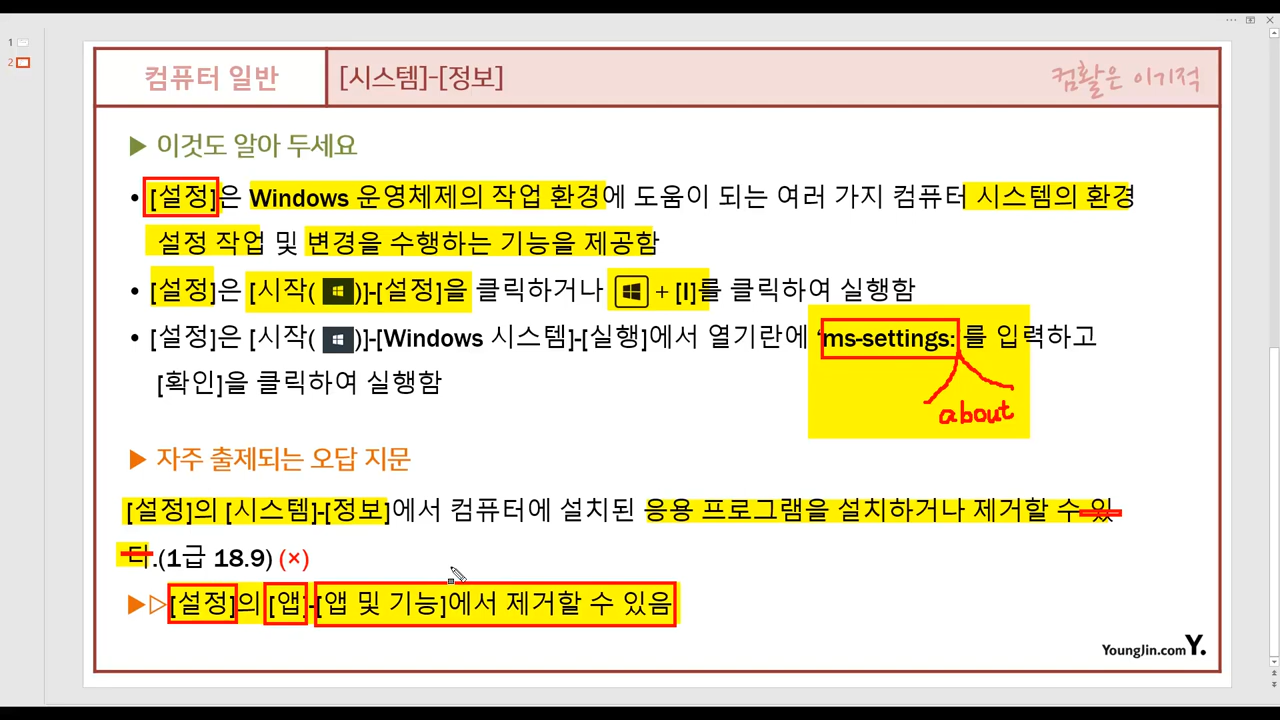 1
2
컴퓨터 일반
[시스템]-[정보]
컴활은 이기적
▶ 이것도 알아 두세요
• [설정]은 Windows 운영체제의 작업 환경에 도움이 되는 여러 가지 컴퓨터 시스템의 환경
설정 작업 및 변경을 수행하는 기능을 제공함
• [설정]은 [시작( )]-[설정]을 클릭하거나 + [I]를 클릭하여 실행함
• [설정]은 [시작( )]-[Windows 시스템]-[실행]에서 열기란에 ‘ms-settings:’를 입력하고
about
[확인]을 클릭하여 실행함
▶ 자주 출제되는 오답 지문
[설정]의 [시스템]-[정보]에서 컴퓨터에 설치된 응용 프로그램을 설치하거나 제거할 수 있
다.(1급 18.9) (×)
▶▷[설정]의 [앱]-[앱 및 기능]에서 제거할 수 있음
YoungJin.com Y.